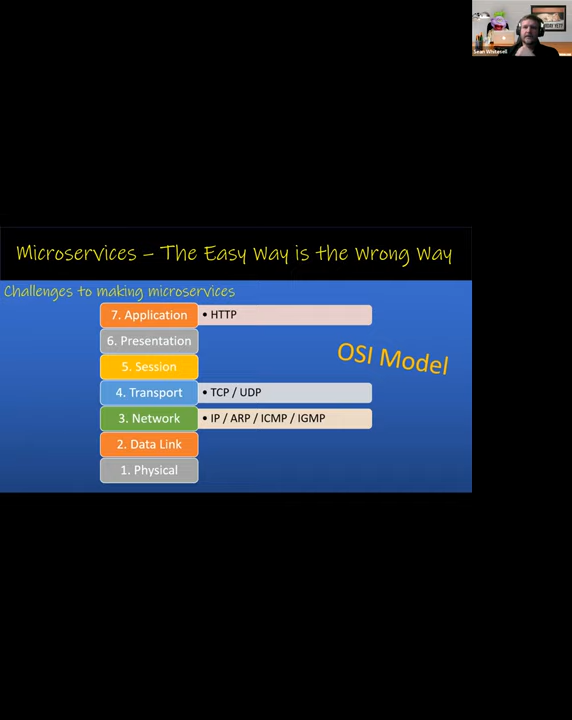 Sean Whitesell
Microservices – The Easy Way is the Wrong Way
Challenges to making microservices
7. Application
• HTTP
6. Presentation
OSI Model
5. Session
4. Transport
• TCP / UDP
3. Network
• IP / ARP / ICMP / IGMP
2. Data Link
1. Physical